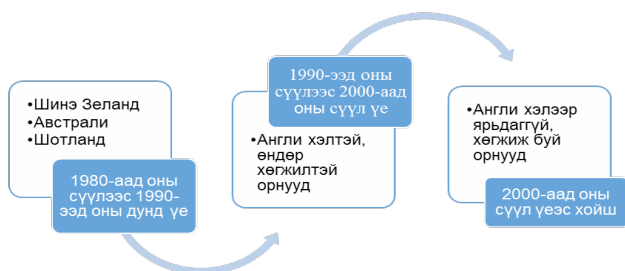 •Шинэ Зеланд
•Австрали
•Шотланд
1980-аад оны
сүүлээс 1990-
ээд оны дунд үе
1990-ээд оны
сүүлээс 2000-аад
оны сүүл үе
•Англи хэлтэй,
өндөр
хөгжилтэй
орнууд
•Англи хэлээр
ярьдаггүй,
хөгжиж буй
орнууд
2000-аад оны
сүүл үеэс хойш